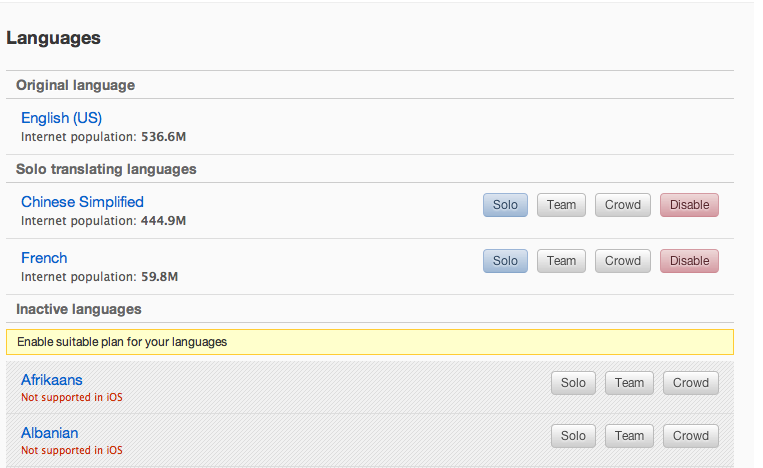 Languages
Original language
English (US)
Internet population: 536.6M
Solo translating languages
Chinese Simplified
Internet population: 444.9M
Solo Team Crowd Disable
French
Internet population: 59.8M
Solo Team Crowd Disable
Inactive languages
Enable suitable plan for your languages
Afrikaans
Not supported in iOS
Solo Team Crowd
Albanian
Not supported in iOS
Solo Team Crowd